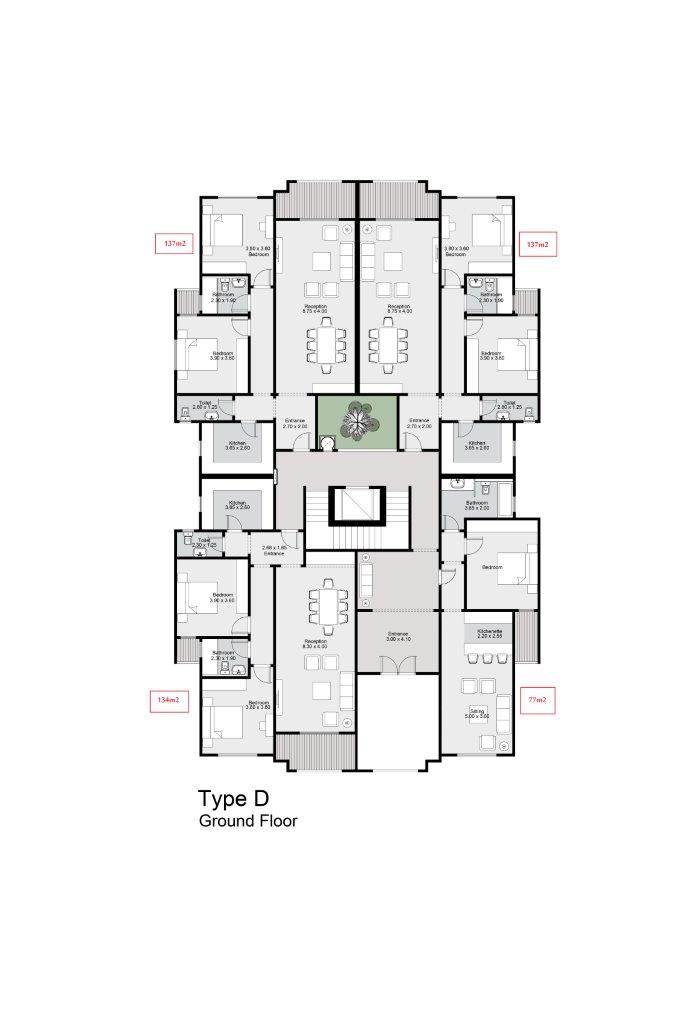 3.80 x 3.60
Bedroom
3.80 x 3.60
Bedroom
137m2
137m2
Bathroom
2.30 x 1.90
Reception
8.75 x 4.00
Reception
8.75 x 4.00
Bathroom
2.30 x 1.90
Bedroom
3.90 x 3.60
Bedroom
3.90 x 3.60
Toilet
2.60 x 1.25
Toilet
2.60 x 1.25
Entrance
2.70 x 2.00
Entrance
2.70 x 2.00
Kitchen
3.65 x 2.60
Kitchen
3.65 x 2.60
Kitchen
3.65 x 2.60
Bathroom
3.65 x 2.00
Toilet
2.30 x 1.25
2.68 x 1.65
Entrance
Bedroom
Bedroom
3.90 x 3.60
Entrance
3.00 x 4.10
Kitchenette
2.20 x 2.55
Reception
8.30 x 4.00
Bathroom
2.30 x 1.90
134m2
Bedroom
3.80 x 3.60
Sitting
5.00 x 3.60
77m2
Type D
Ground Floor